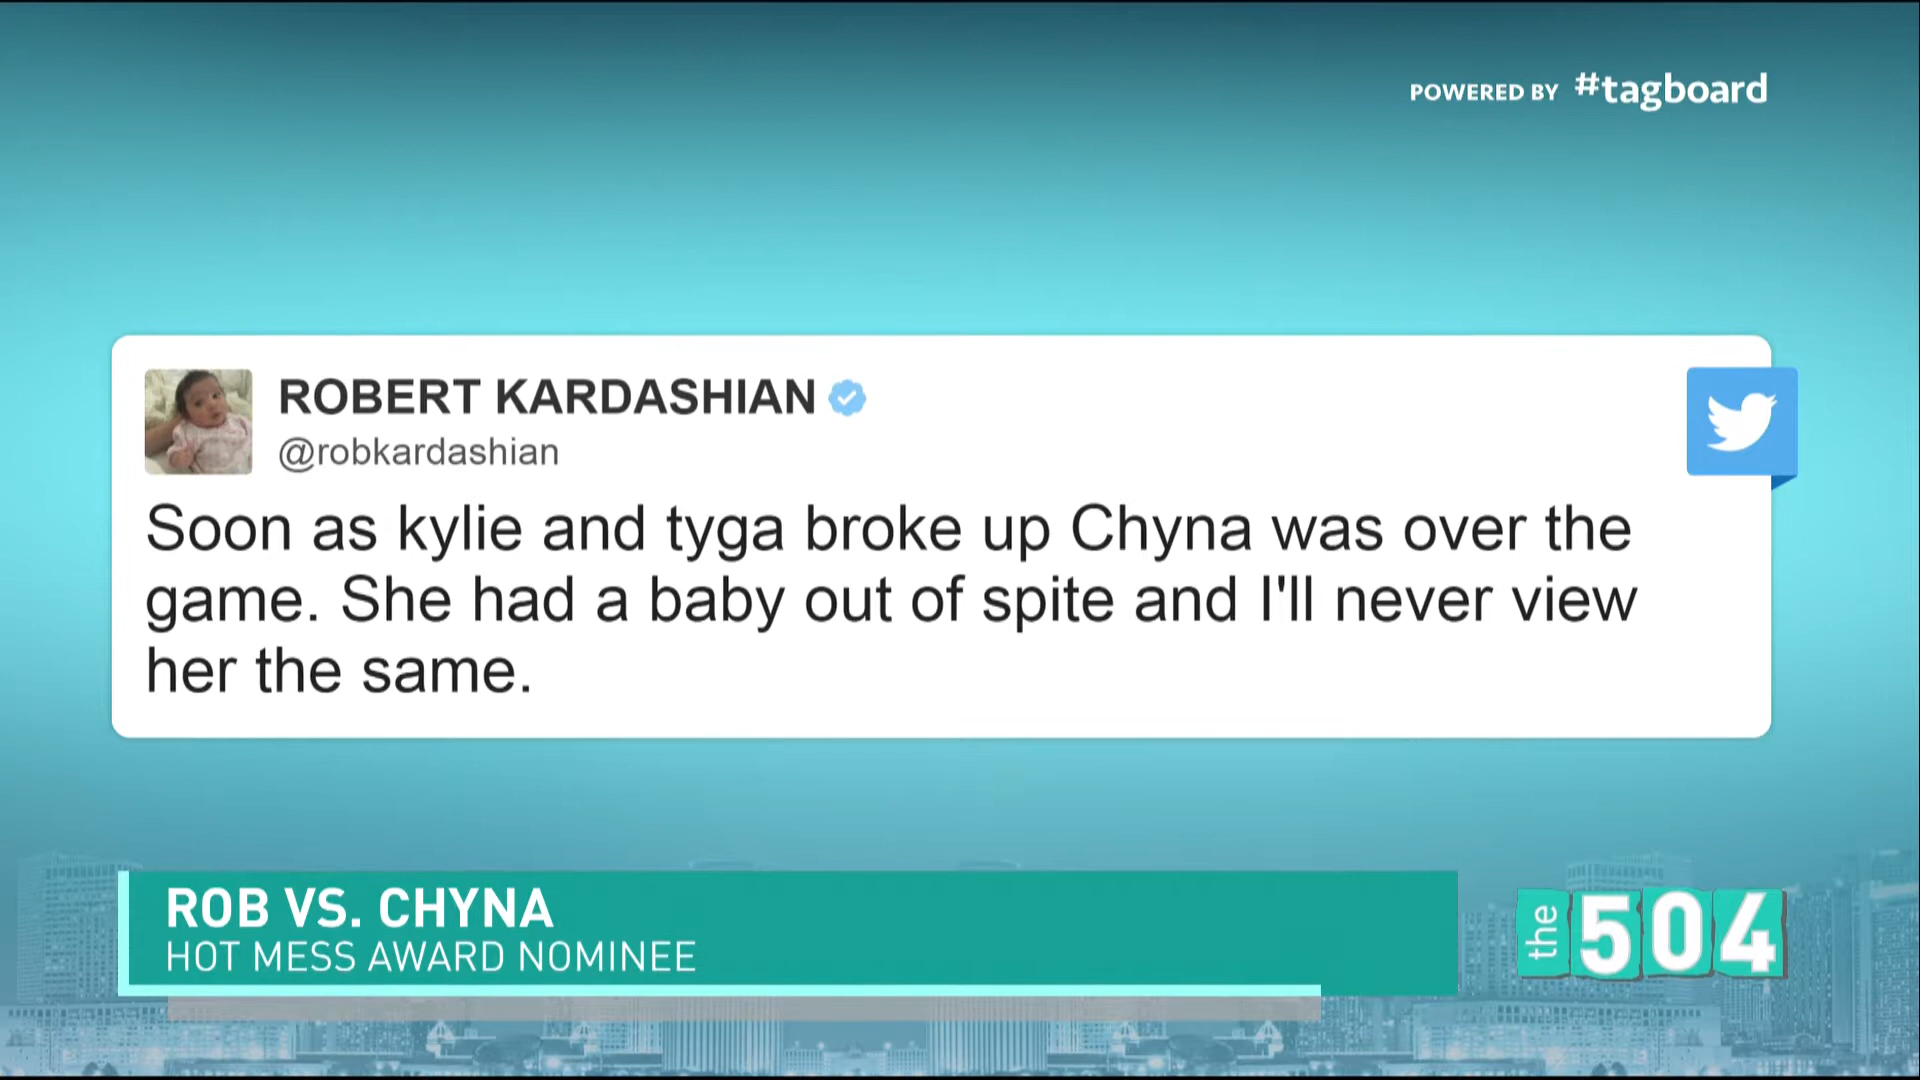 POWERED BY #tagboard
ROBERT KARDASHIAN
@robkardashian
Soon as kylie and tyga broke up Chyna was over the
game. She had a baby out of spite and I'll never view
her the same.
ROB VS. CHYNA
HOT MESS AWARD NOMINEE
the 504